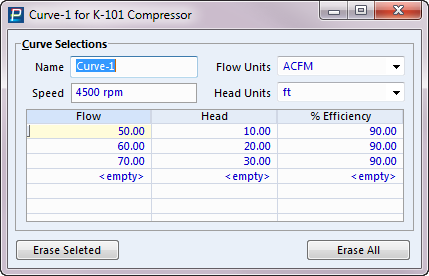 Curve-1 for K-101 Compressor
Curve Selections
Name Curve-1 Flow Units ACFM
Speed 4500 rpm Head Units ft
Flow Head % Efficiency
50.00 10.00 90.00
60.00 20.00 90.00
70.00 30.00 90.00
<empty> <empty> <empty>
Erase Seleted Erase All